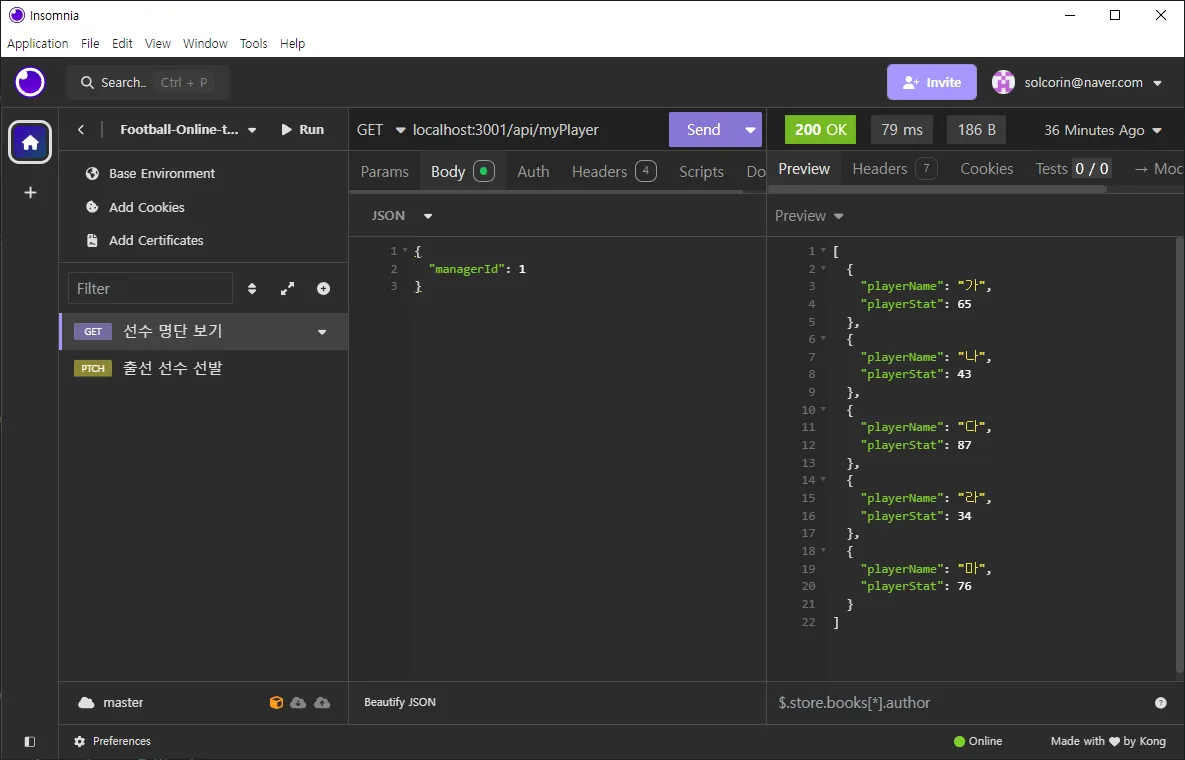 Insomnia
Application File Edit View Window Tools Help
Search.. Ctrl + P
Invite
solcorin@naver.com
Football-Online-t...
Run
Base Environment
Add Cookies
Add Certificates
Filter
GET 선수 명단 보기
PTCH 출선 선수 선발
master
Preferences
GET localhost:3001/api/myPlayer
Send
Params Body Auth Headers 4 Scripts Do
JSON
1 {
2 "managerId": 1
3 }
Beautify JSON
200 OK 79 ms 186 B 36 Minutes Ago
Preview Headers 7 Cookies Tests 0 / 0 → Moc
Preview
1 [
2 {
3 "playerName": "가",
4 "playerStat": 65
5 },
6 {
7 "playerName": "나",
8 "playerStat": 43
9 },
10 {
11 "playerName": "다",
12 "playerStat": 87
13 },
14 {
15 "playerName": "라",
16 "playerStat": 34
17 },
18 {
19 "playerName": "마",
20 "playerStat": 76
21 }
22 ]
$.store.books[*].author
Online
Made with ♥ by Kong